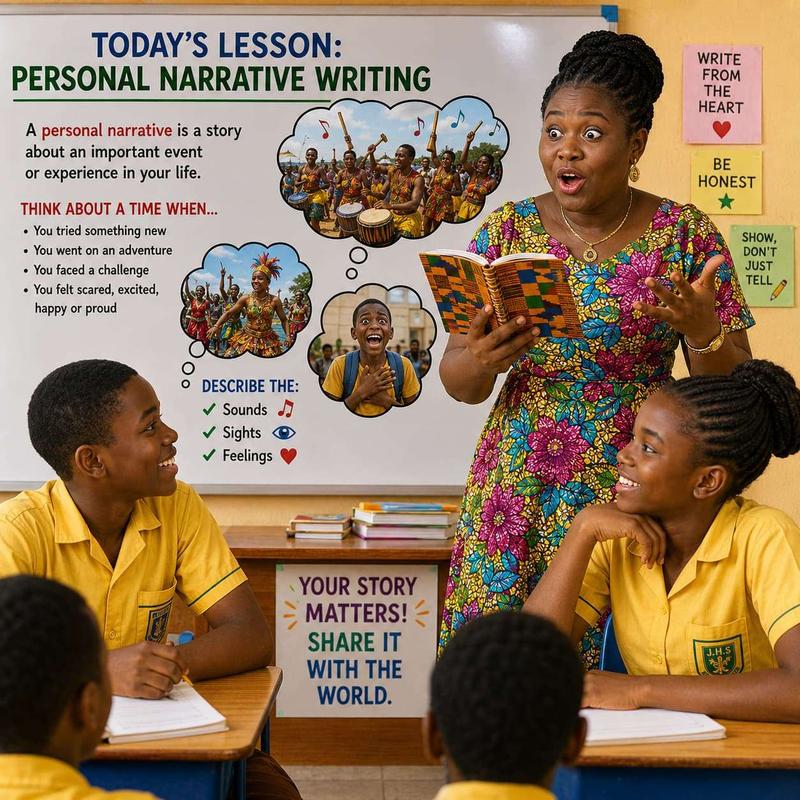 TODAY'S LESSON:
PERSONAL NARRATIVE WRITING
A personal narrative is a story
about an important event
or experience in your life.
THINK ABOUT A TIME WHEN...
• You tried something new
• You went on an adventure
• You faced a challenge
• You felt scared, excited,
happy or proud
DESCRIBE THE:
✓ Sounds
✓ Sights
✓ Feelings
WRITE
FROM
THE
HEART
BE
HONEST
SHOW,
DON'T
JUST
TELL
YOUR STORY
MATTERS!
SHARE IT
WITH THE
WORLD.
J.H.S